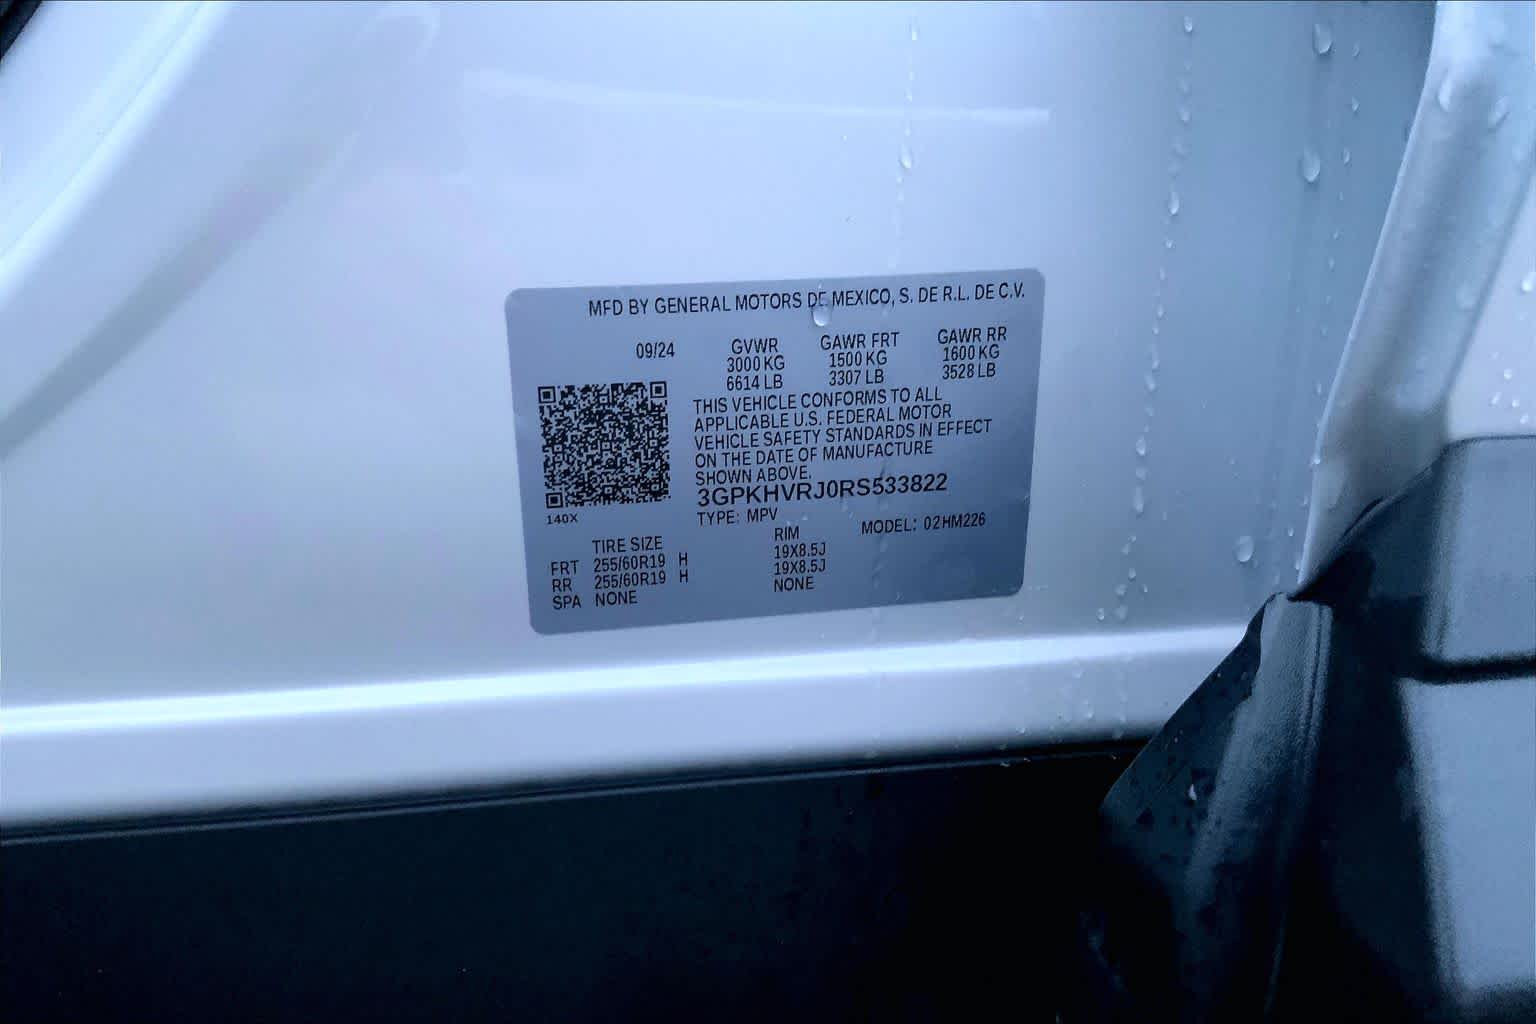 MFD BY GENERAL MOTORS DE MEXICO, S. DE R.L. DE C.V.
09/24 GVWR GAWR FRT GAWR RR
3000 KG 1500 KG 1600 KG
6614 LB 3307 LB 3528 LB
THIS VEHICLE CONFORMS TO ALL
APPLICABLE U.S. FEDERAL MOTOR
VEHICLE SAFETY STANDARDS IN EFFECT
ON THE DATE OF MANUFACTURE
SHOWN ABOVE.
3GPKHVRJ0RS533822
140X
TYPE: MPV MODEL: 02HM226
TIRE SIZE RIM
FRT 255/60R19 H 19X8.5J
RR 255/60R19 H 19X8.5J
SPA NONE NONE